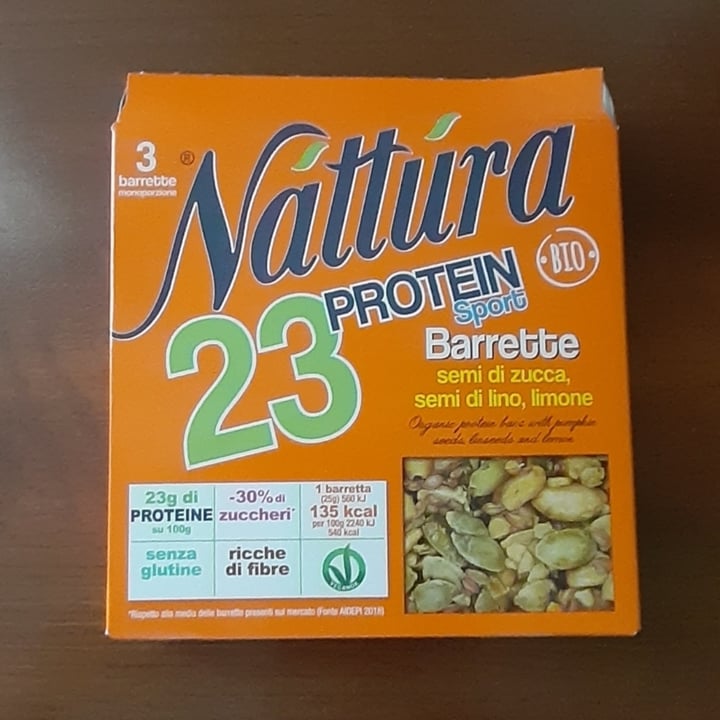 3
barrette
monoporzione
®
Náttúra
BIO
23 PROTEIN
Sport
Barrette
semi di zucca,
semi di lino, limone
Organic protein bars with pumpkin
seeds, linseeds and lemon
23g di
PROTEINE
su 100g
-30% di
zuccheri*
1 barretta
(25g) 560 kJ
135 kcal
per 100g 2240 kJ
540 kcal
senza
glutine
ricche
di fibre
VEGANOK
*Rispetto alla media delle barrette presenti sul mercato (Fonte AIDEPI 2018)